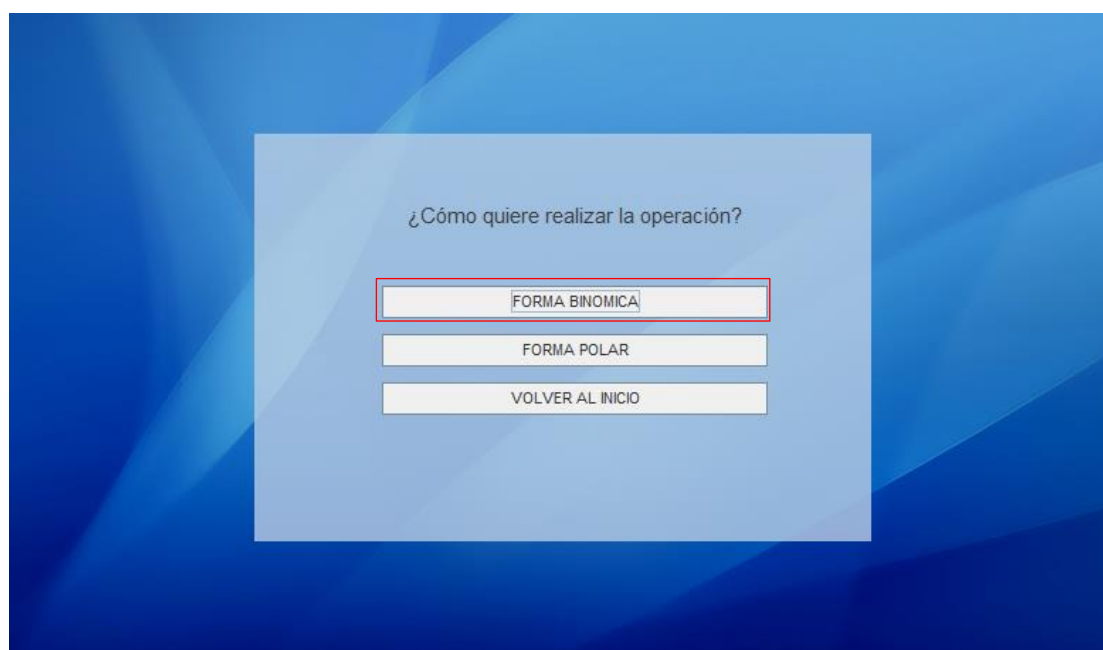 ¿Cómo quiere realizar la operación?
FORMA BINOMICA
FORMA POLAR
VOLVER AL INICIO